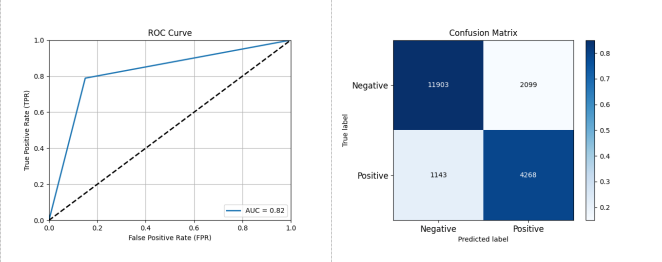 ROC Curve
1.0
0.8
0.6
0.4
0.2
0.0
True Positive Rate (TPR)
0.0 0.2 0.4 0.6 0.8 1.0
False Positive Rate (FPR)
AUC = 0.82
Confusion Matrix
True label
Negative 11903 2099
Positive 1143 4268
Negative Positive
Predicted label
0.8
0.7
0.6
0.5
0.4
0.3
0.2